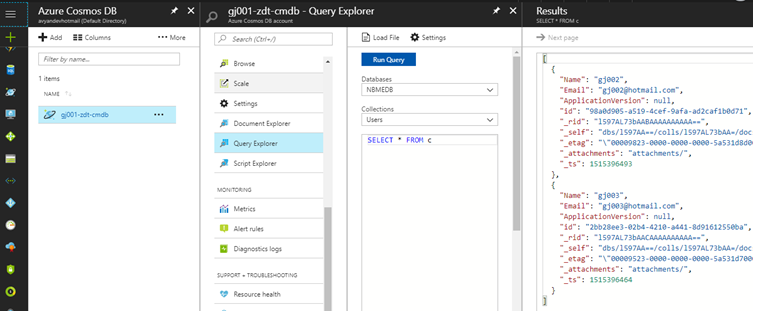 Azure Cosmos DB
avyandenhotmail (Default Directory)
Add
Columns
More
Filter by name...
1 items
NAME
gj001-zdt-cmdb
gj001-zdt-cmdb - Query Explorer
Azure Cosmos DB account
Search (Ctrl+/)
Browse
Scale
Settings
Document Explorer
Query Explorer
Script Explorer
MONITORING
Metrics
Alert rules
Diagnostics logs
SUPPORT + TROUBLESHOOTING
Resource health
Load File
Settings
Run Query
Databases
NBMEDB
Collections
Users
SELECT * FROM c
Results
SELECT * FROM c
Next page
[
{
"Name": "gj002",
"Email": "gj002@hotmail.com",
"ApplicationVersion": null,
"id": "98a0d905-a519-4cef-9afa-ad2caf1b0d71",
"_rid": "l597AL73bAABAAAAAAAAAA==",
"_self": "dbs/l597AA==/colls/l597AL73bAA=/doc
"_etag": "\"00009823-0000-0000-0000-5a531d8d0
"_attachments": "attachments/",
"_ts": 1515396493
},
{
"Name": "gj003",
"Email": "gj003@hotmail.com",
"ApplicationVersion": null,
"id": "2bb28ee3-02b4-4210-a441-8d91612550ba",
"_rid": "l597AL73bAACAAAAAAAAAA==",
"_self": "dbs/l597AA==/colls/l597AL73bAA=/doc
"_etag": "\"00009523-0000-0000-0000-5a531d700
"_attachments": "attachments/",
"_ts": 1515396464
}
]